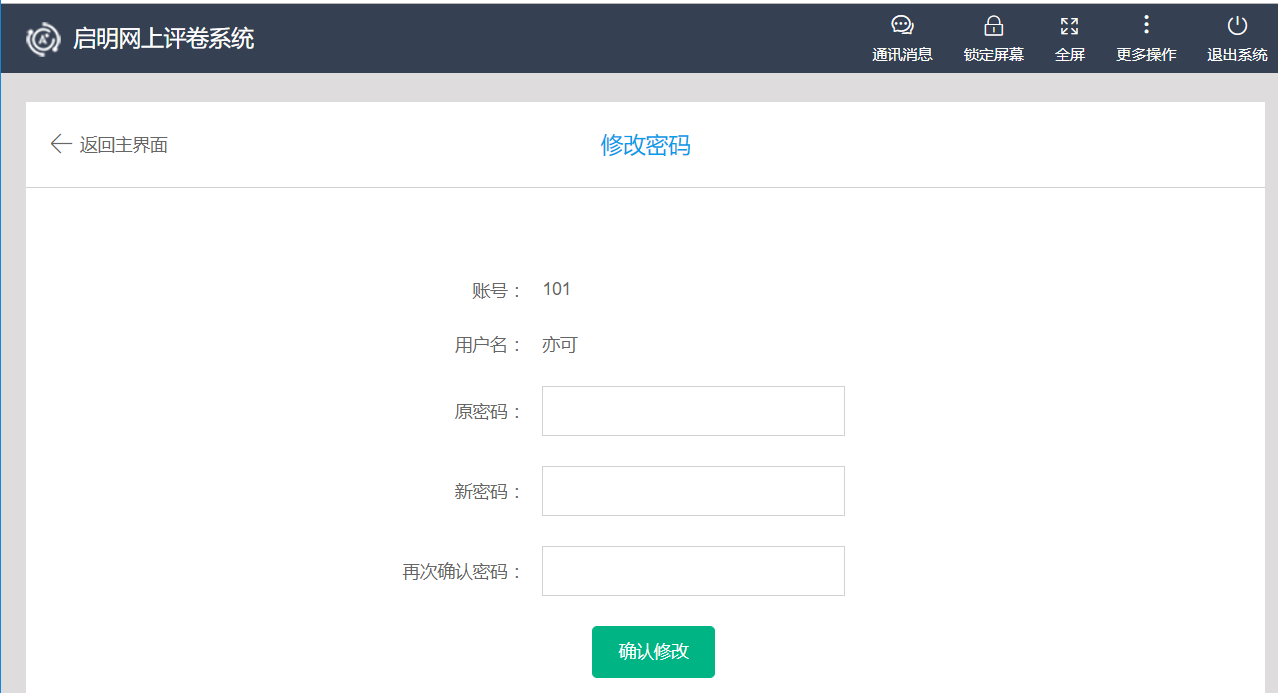 启明网上评卷系统
通讯消息
锁定屏幕
全屏
更多操作
退出系统
返回主界面
修改密码
账号： 101
用户名： 亦可
原密码：
新密码：
再次确认密码：
确认修改